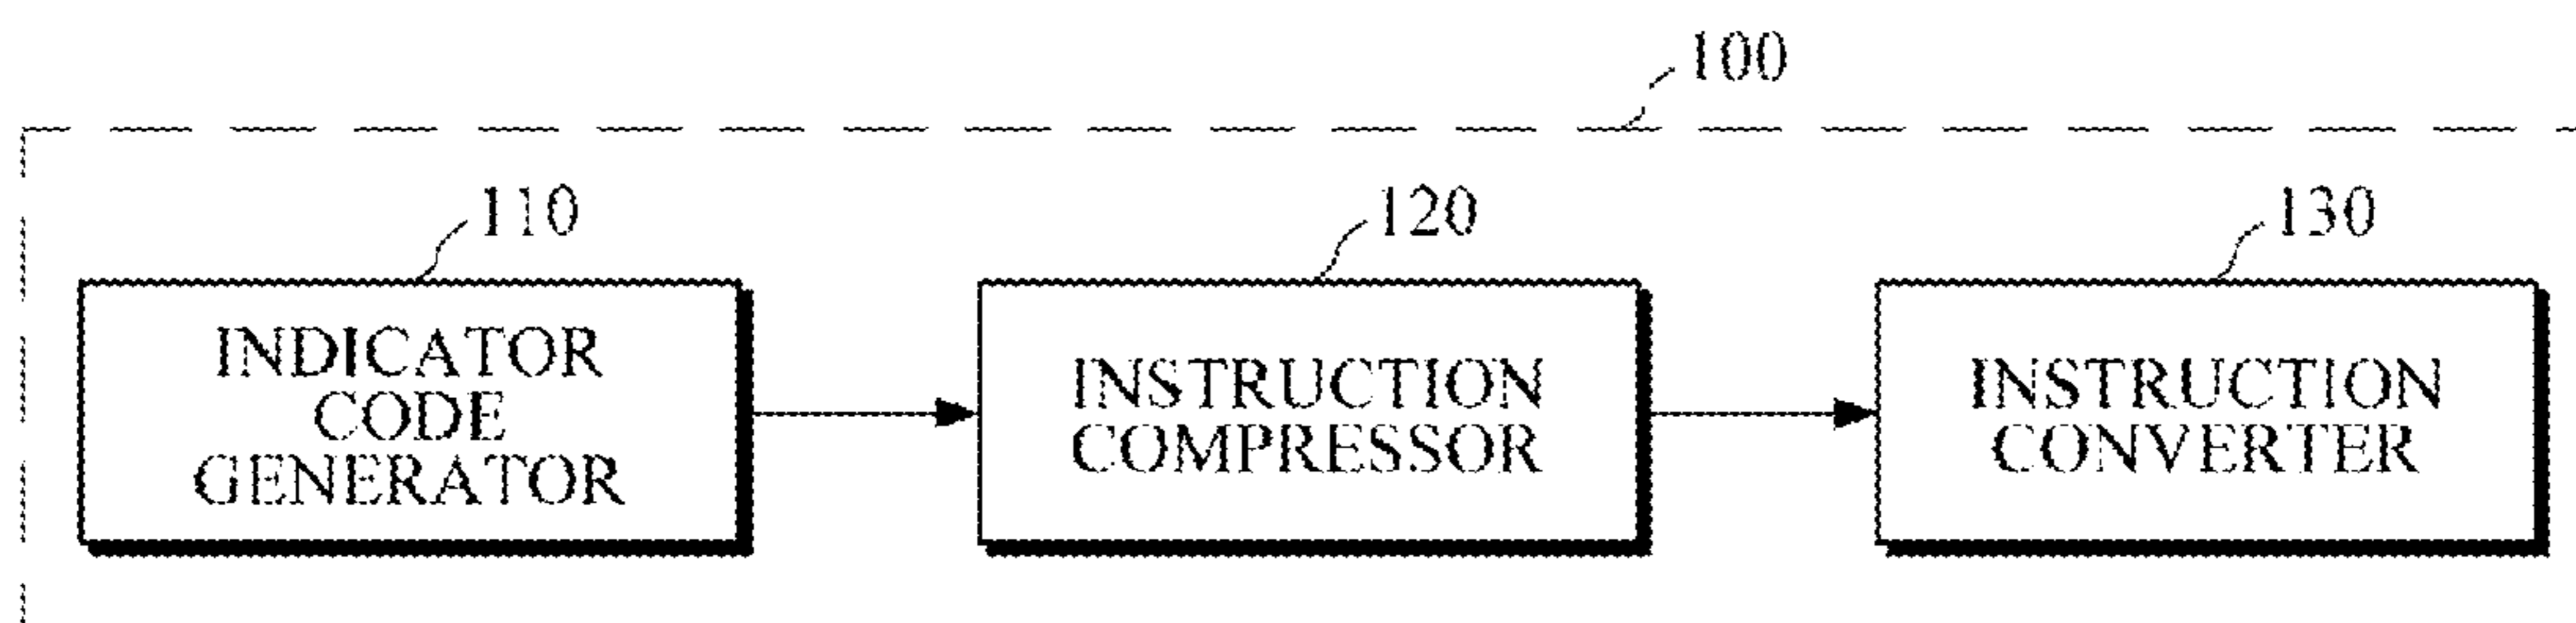 100
110
120
130
INDICATOR
CODE
GENERATOR
INSTRUCTION
COMPRESSOR
INSTRUCTION
CONVERTER